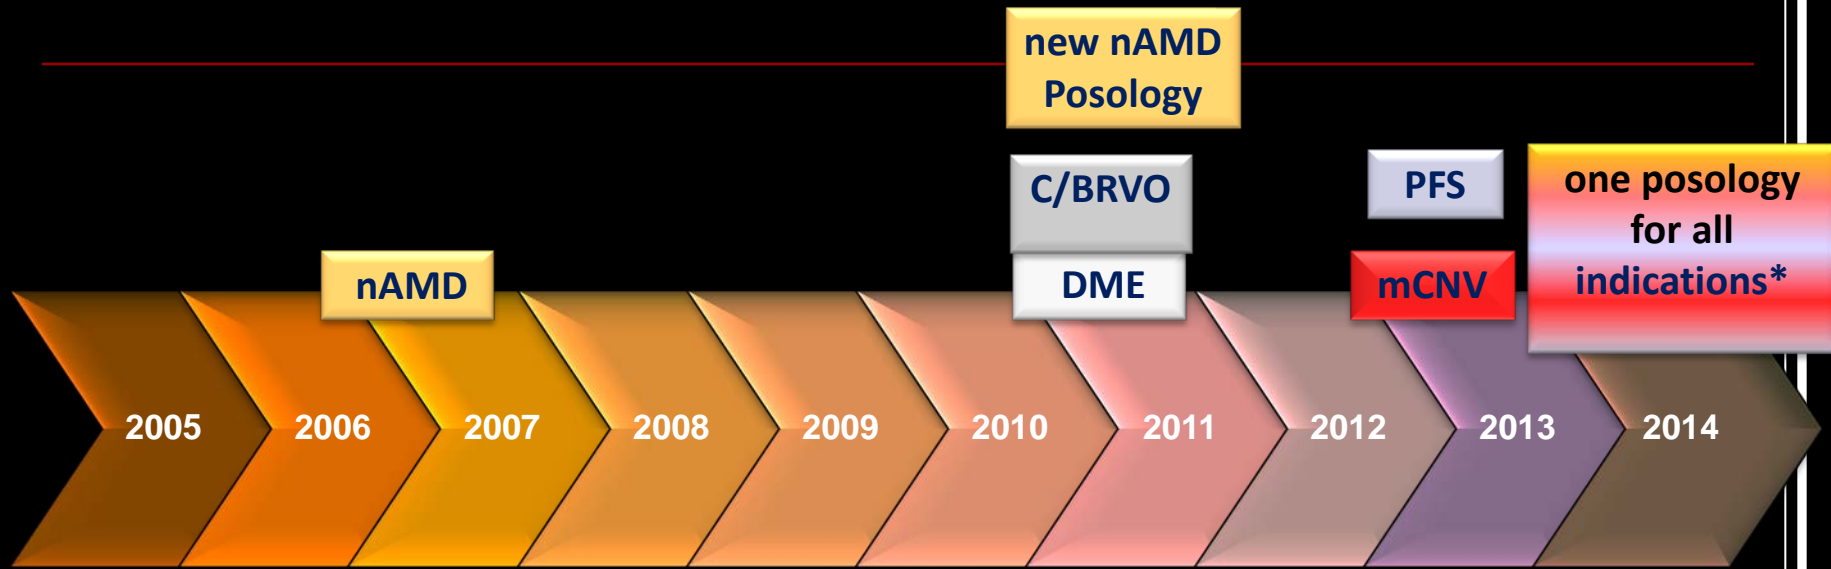 new nAMD
Posology
C/BRVO
PFS
one posology
for all
indications*
nAMD
DME
mCNV
2005
2006
2007
2008
2009
2010
2011
2012
2013
2014